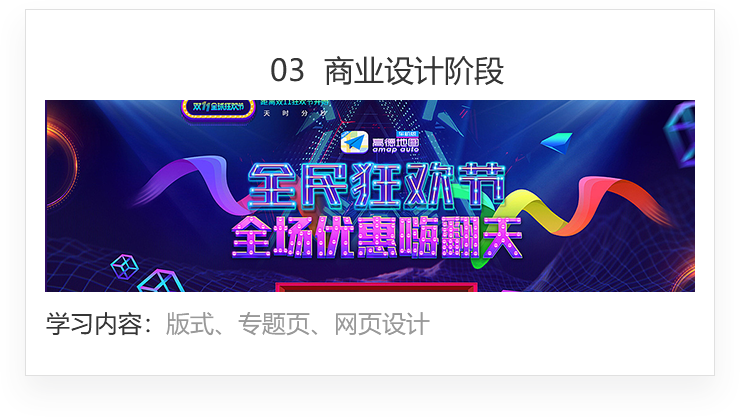 03 商业设计阶段
双11全球狂欢节
距离双11狂欢节开始
天 时 分 秒
高德地图 车机版
amap auto
全民狂欢节
全场优惠嗨翻天
学习内容：版式、专题页、网页设计